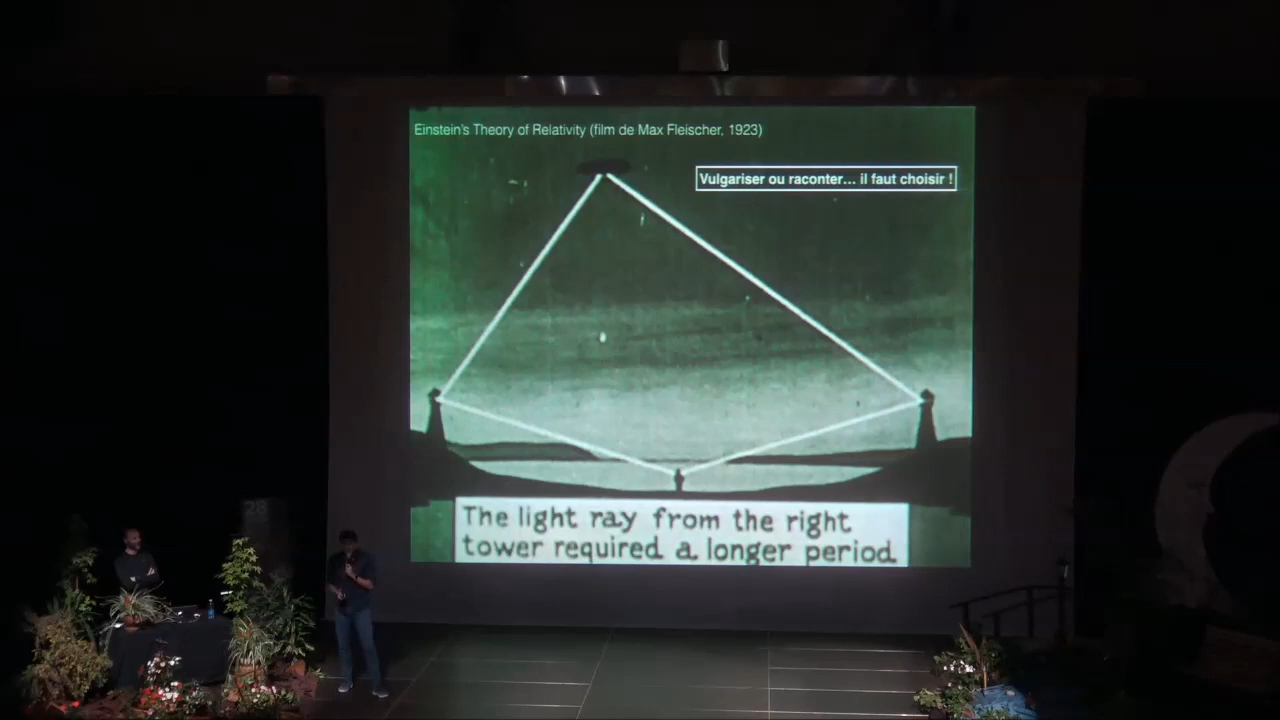 Einstein's Theory of Relativity (film de Max Fleischer, 1923)
Vulgariser ou raconter... il faut choisir !
The light ray from the right
tower required a longer period.
28